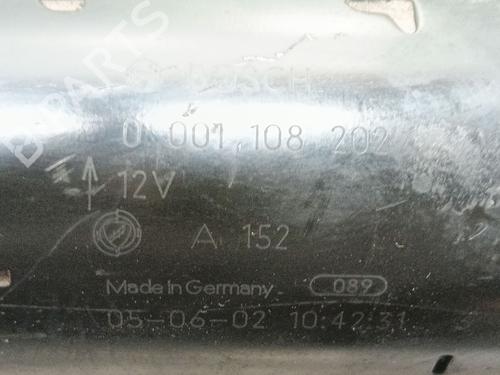 BOSCH
0 001 108 202
12V
A 152
Made in Germany 089
05-06-02 10:42:31